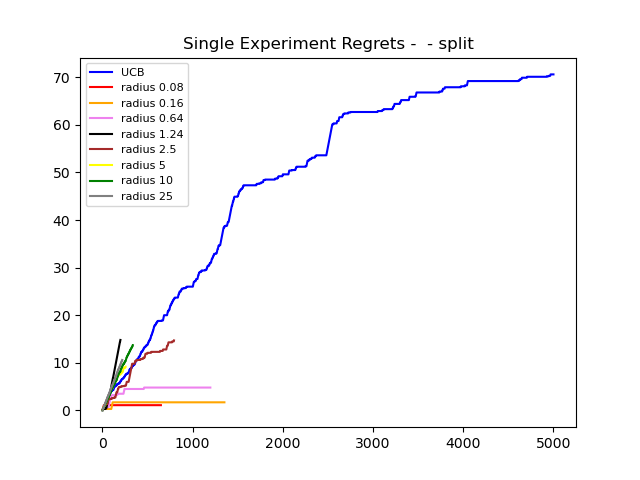 Single Experiment Regrets -  - split
UCB
radius 0.08
radius 0.16
radius 0.64
radius 1.24
radius 2.5
radius 5
radius 10
radius 25
70
60
50
40
30
20
10
0
0 1000 2000 3000 4000 5000